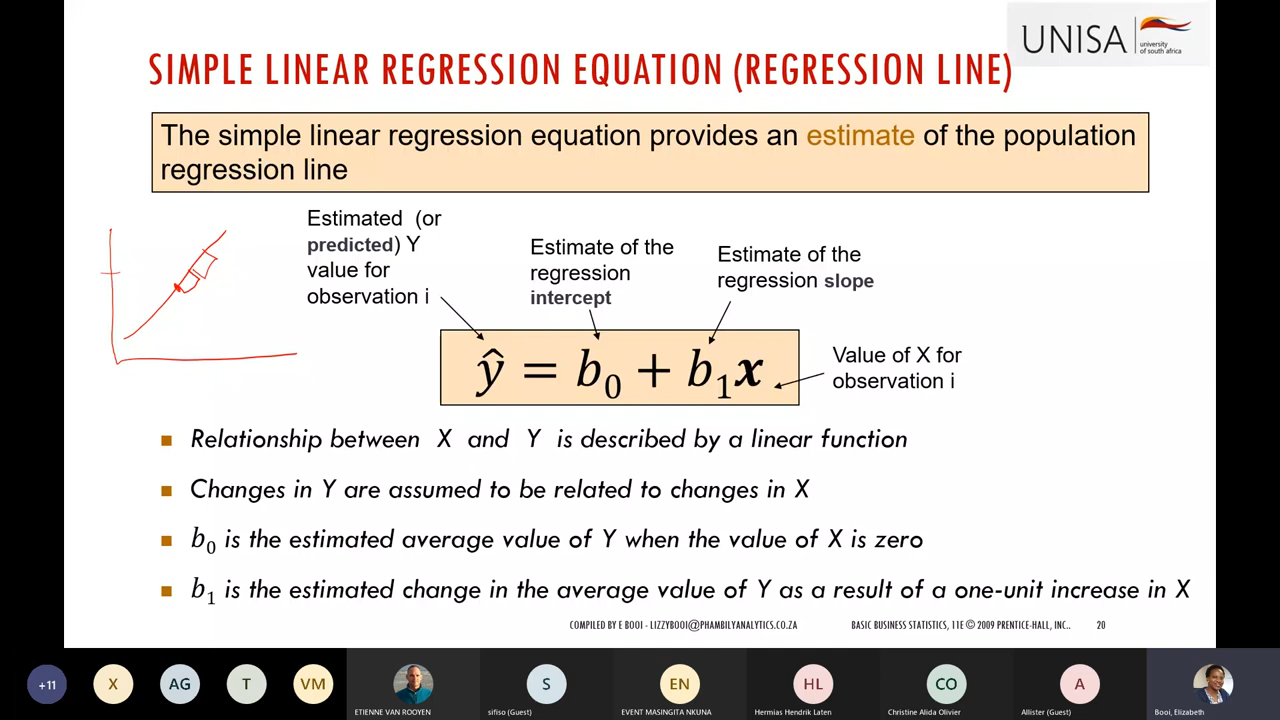 UNISA
university
of south africa
SIMPLE LINEAR REGRESSION EQUATION (REGRESSION LINE)
The simple linear regression equation provides an estimate of the population
regression line
Estimated (or
predicted) Y
value for
observation i
Estimate of the
regression
intercept
Estimate of the
regression slope
ŷ = b₀ + b₁x
Value of X for
observation i
Relationship between X and Y is described by a linear function
Changes in Y are assumed to be related to changes in X
b₀ is the estimated average value of Y when the value of X is zero
b₁ is the estimated change in the average value of Y as a result of a one-unit increase in X
COMPILED BY E BOOI - LIZZYBOOI@PHAMBILYANALYTICS.CO.ZA
BASIC BUSINESS STATISTICS, 11E © 2009 PRENTICE-HALL, INC..
20
+11
X
AG
T
VM
S
EN
HL
CO
A
ETIENNE VAN ROOYEN
sifiso (Guest)
EVENT MASINGITA NKUNA
Hermias Hendrik Laten
Christine Alida Olivier
Allister (Guest)
Booi, Elizabeth